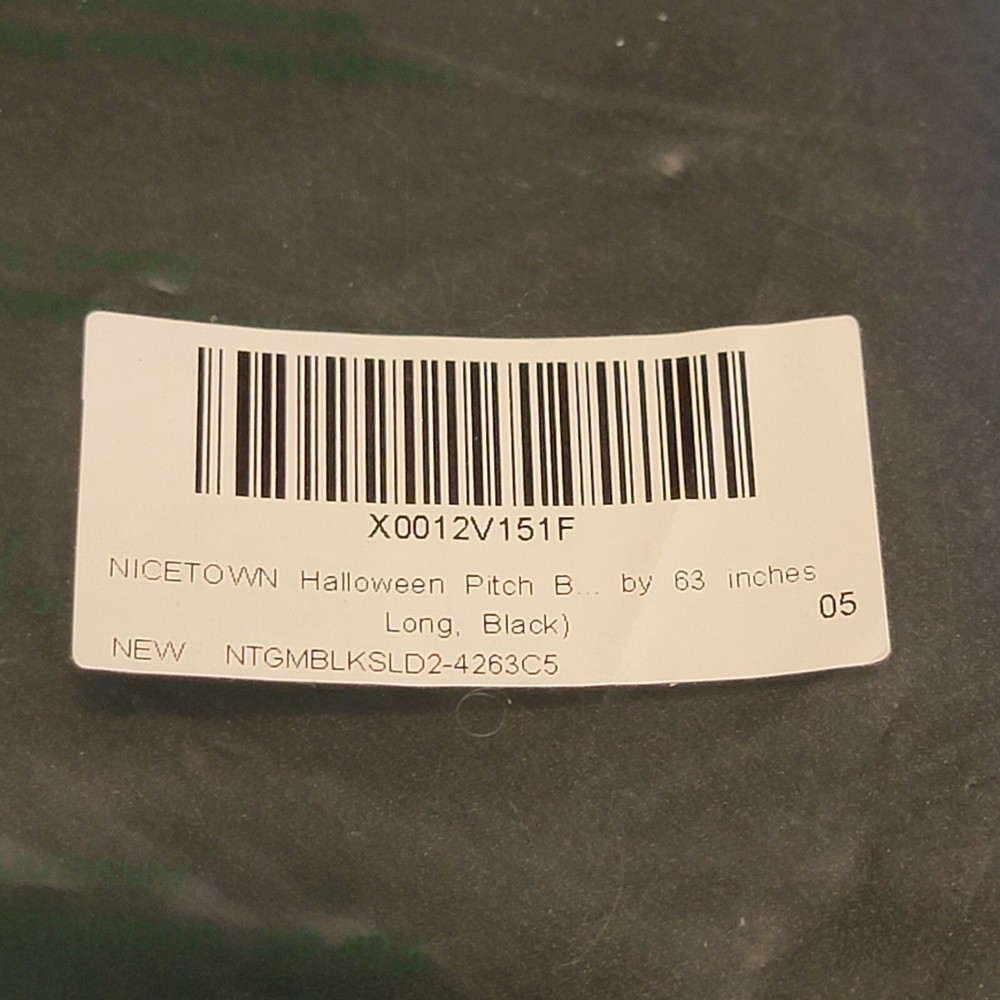 X0012V151F
NICETOWN Halloween Pitch B... by 63 inches
Long, Black)
05
NEW NTGMBLKSLD2-4263C5